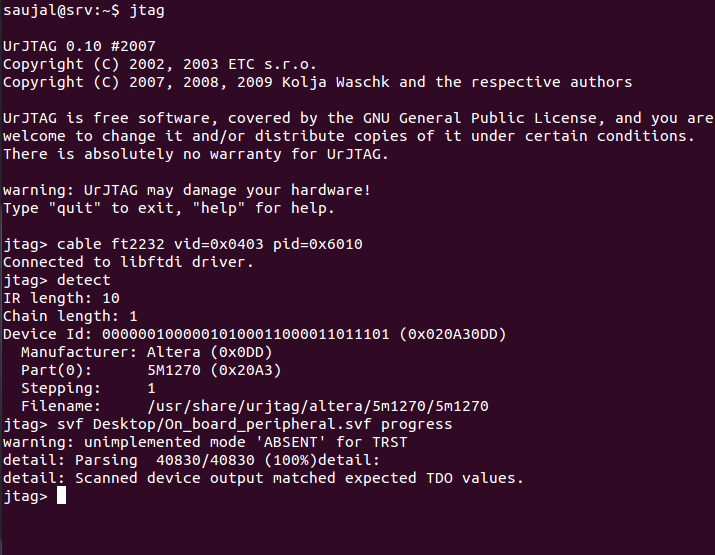 saujal@srv:~$ jtag
UrJTAG 0.10 #2007
Copyright (C) 2002, 2003 ETC s.r.o.
Copyright (C) 2007, 2008, 2009 Kolja Waschk and the respective authors
UrJTAG is free software, covered by the GNU General Public License, and you are
welcome to change it and/or distribute copies of it under certain conditions.
There is absolutely no warranty for UrJTAG.
warning: UrJTAG may damage your hardware!
Type "quit" to exit, "help" for help.
jtag> cable ft2232 vid=0x0403 pid=0x6010
Connected to libftdi driver.
jtag> detect
IR length: 10
Chain length: 1
Device Id: 00000010000010100011000011011101 (0x020A30DD)
  Manufacturer: Altera (0x0DD)
  Part(0):      5M1270 (0x20A3)
  Stepping:     1
  Filename:     /usr/share/urjtag/altera/5m1270/5m1270
jtag> svf Desktop/On_board_peripheral.svf progress
warning: unimplemented mode 'ABSENT' for TRST
detail: Parsing  40830/40830 (100%)detail:
detail: Scanned device output matched expected TDO values.
jtag>